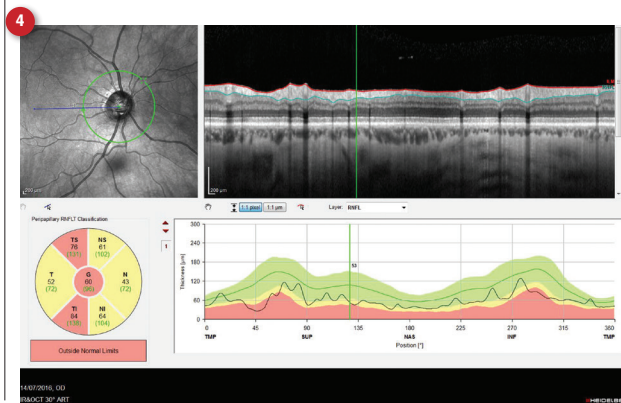 4
200 µm
200 µm
1:1 pixel
1:1 µm
Layer:
RNFL
Peripapillary RNFLT Classification
TS
76
(131)
NS
61
(102)
T
52
(72)
G
60
(96)
N
43
(72)
TI
84
(138)
NI
64
(104)
Outside Normal Limits
1
Thickness [µm]
300
240
180
120
60
0
53
0
45
90
135
180
225
270
315
360
TMP
SUP
NAS
INF
TMP
Position [°]
14/07/2016, OD
IR&OCT 30° ART
HEIDELBE